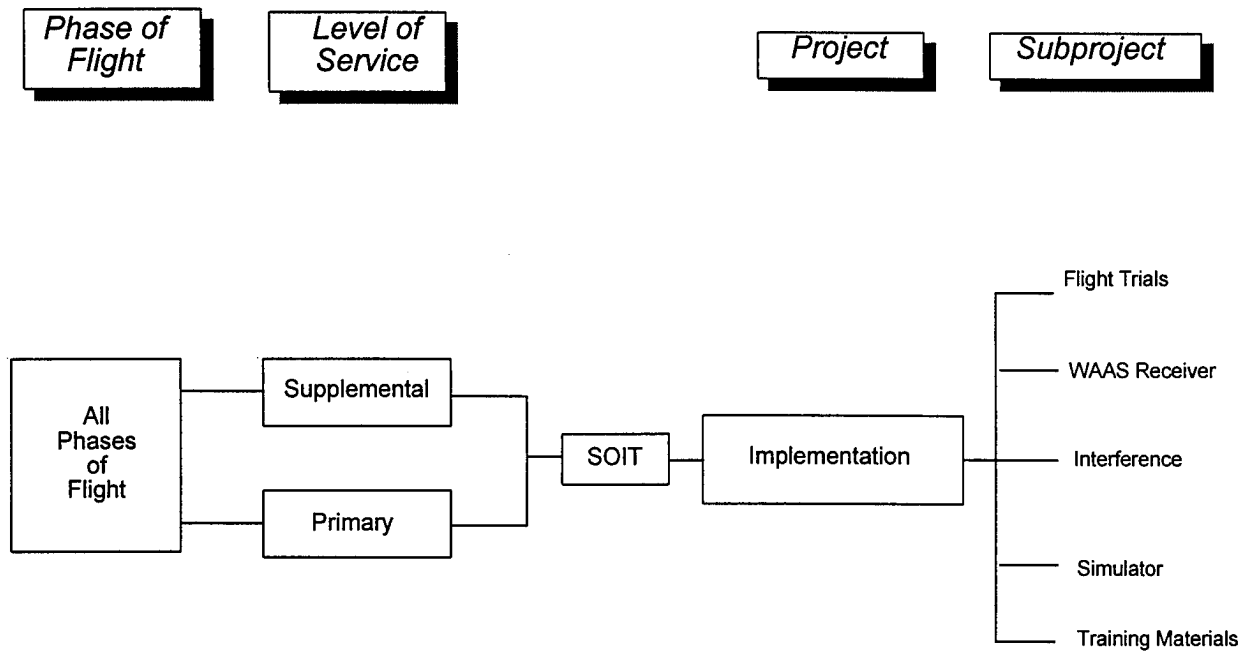 Phase of
Flight
Level of
Service
Project
Subproject
All
Phases
of
Flight
Supplemental
Primary
SOIT
Implementation
Flight Trials
WAAS Receiver
Interference
Simulator
Training Materials